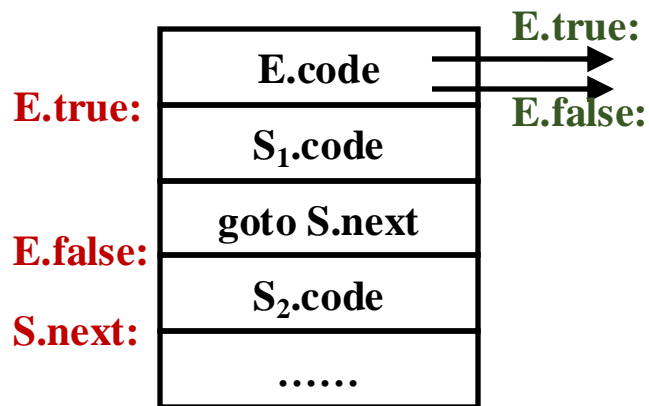 E.true:
E.code
E.true:
E.false:
S₁.code
goto S.next
E.false:
S₂.code
S.next:
……